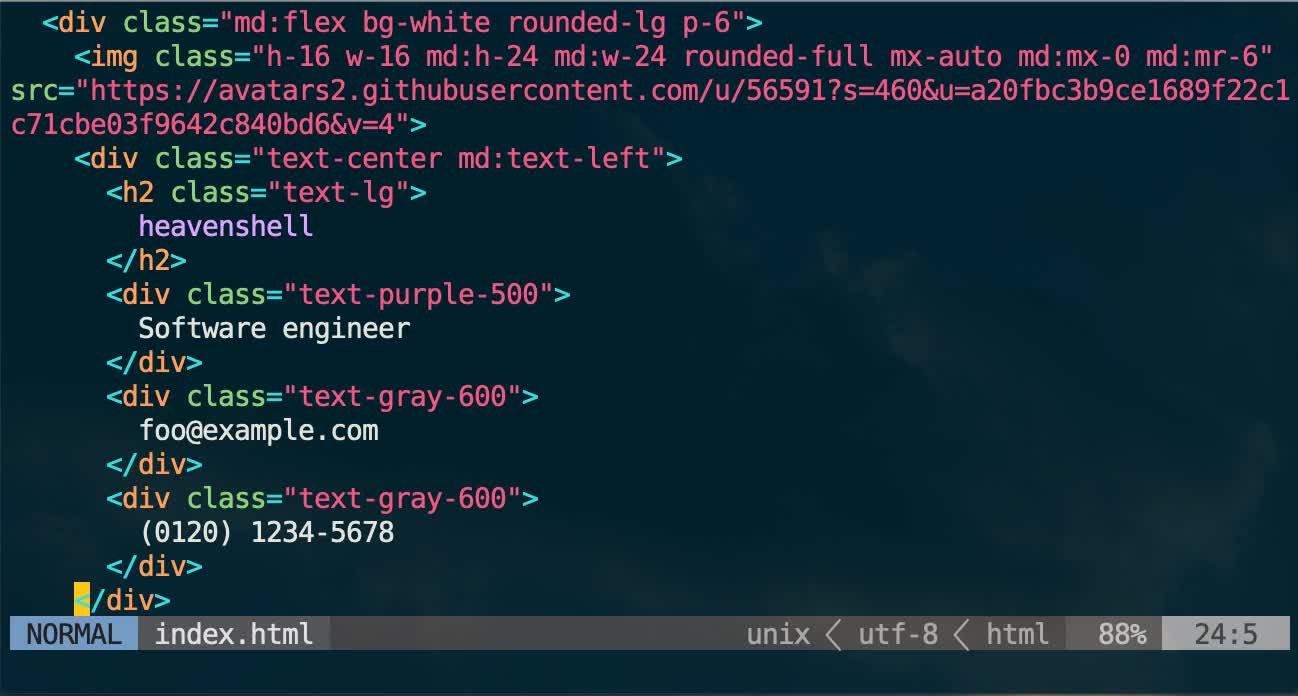 <div class="md:flex bg-white rounded-lg p-6">
<img class="h-16 w-16 md:h-24 md:w-24 rounded-full mx-auto md:mx-0 md:mr-6"
src="https://avatars2.githubusercontent.com/u/56591?s=460&u=a20fbc3b9ce1689f22c1
c71cbe03f9642c840bd6&v=4">
<div class="text-center md:text-left">
<h2 class="text-lg">
heavenshell
</h2>
<div class="text-purple-500">
Software engineer
</div>
<div class="text-gray-600">
foo@example.com
</div>
<div class="text-gray-600">
(0120) 1234-5678
</div>
</div>
NORMAL index.html unix < utf-8 < html 88% 24:5